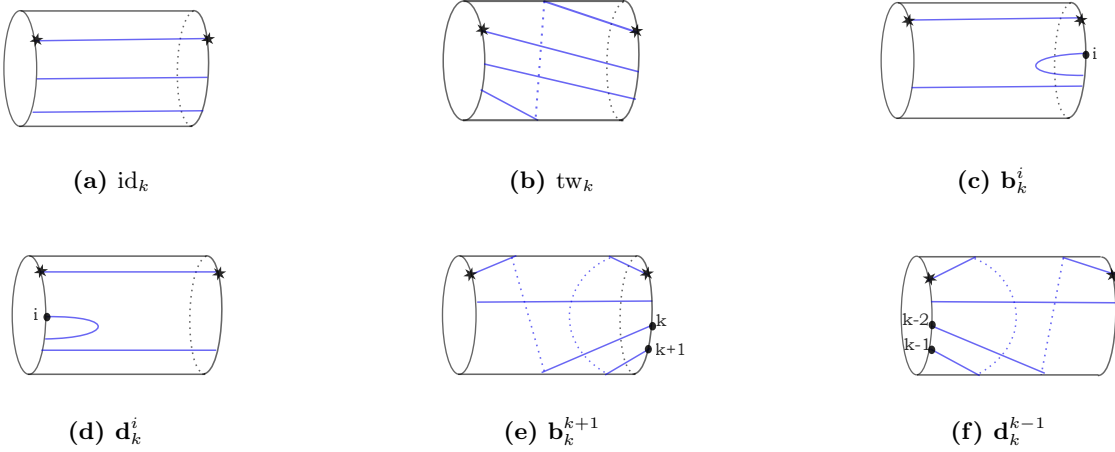 i
(a) id_k
(b) tw_k
(c) b_k^i
i
k
k+1
k-2
k-1
(d) d_k^i
(e) b_k^{k+1}
(f) d_k^{k-1}